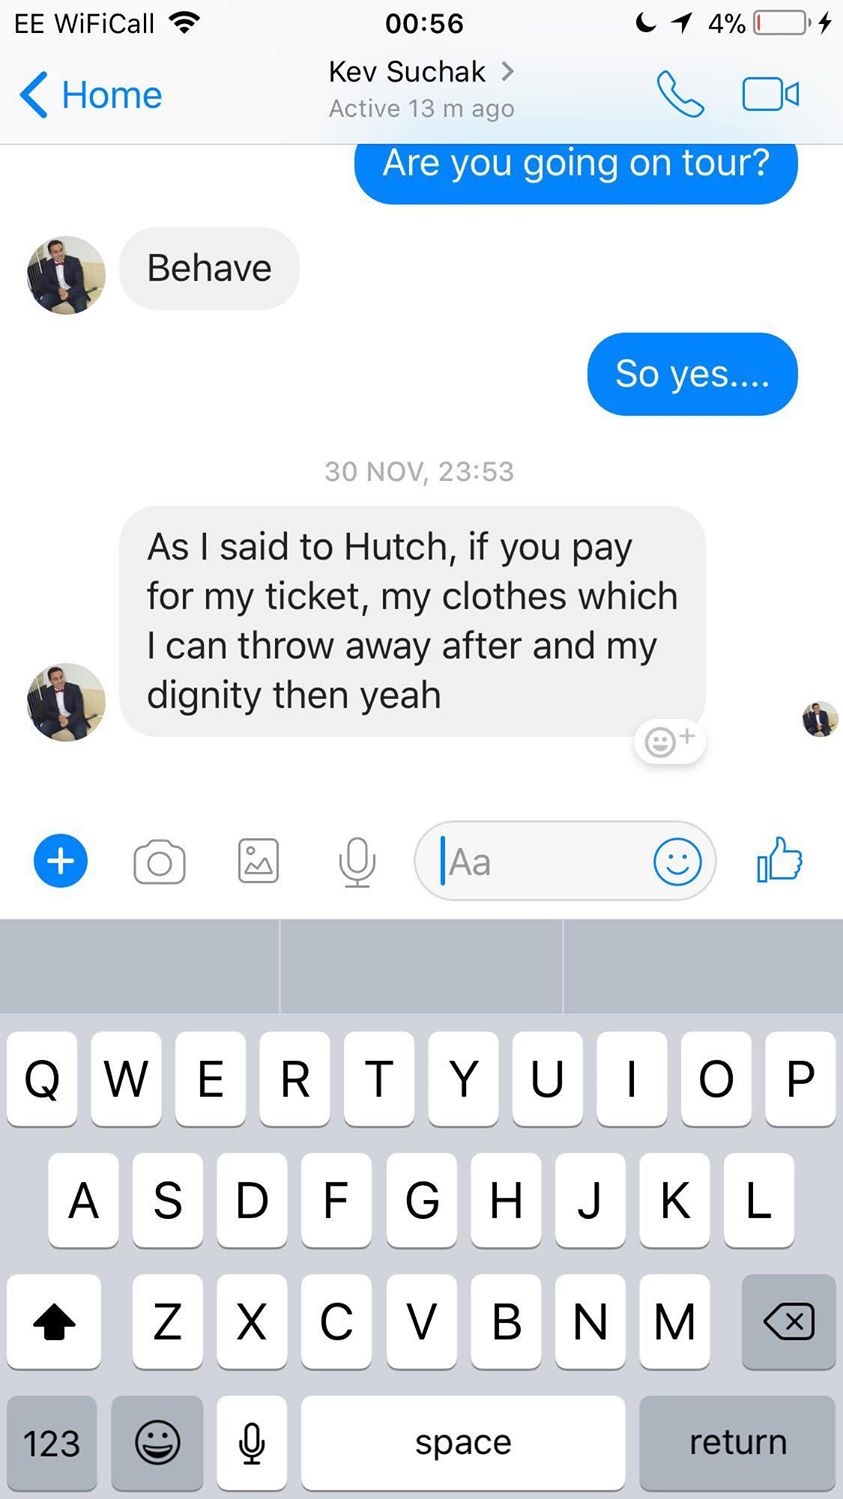 EE WiFiCall 00:56 4%
Home
Kev Suchak
Active 13 m ago
Are you going on tour?
Behave
So yes....
30 NOV, 23:53
As I said to Hutch, if you pay
for my ticket, my clothes which
I can throw away after and my
dignity then yeah
Aa
Q W E R T Y U I O P
A S D F G H J K L
Z X C V B N M
123 space return